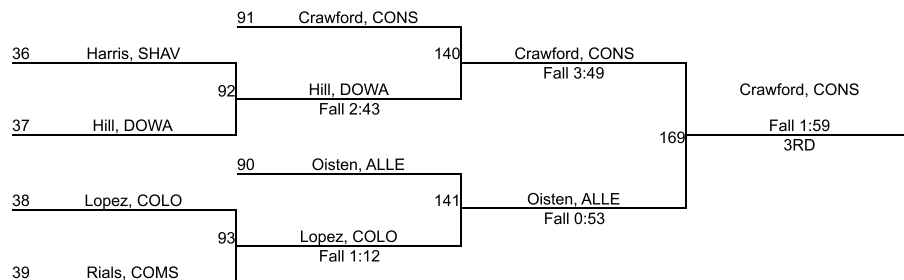 91 Crawford, CONS
36 Harris, SHAV
140 Crawford, CONS
Fall 3:49
92 Hill, DOWA
Fall 2:43
Crawford, CONS
37 Hill, DOWA
169 Fall 1:59
3RD
90 Oisten, ALLE
38 Lopez, COLO
141 Oisten, ALLE
Fall 0:53
93 Lopez, COLO
Fall 1:12
39 Rials, COMS